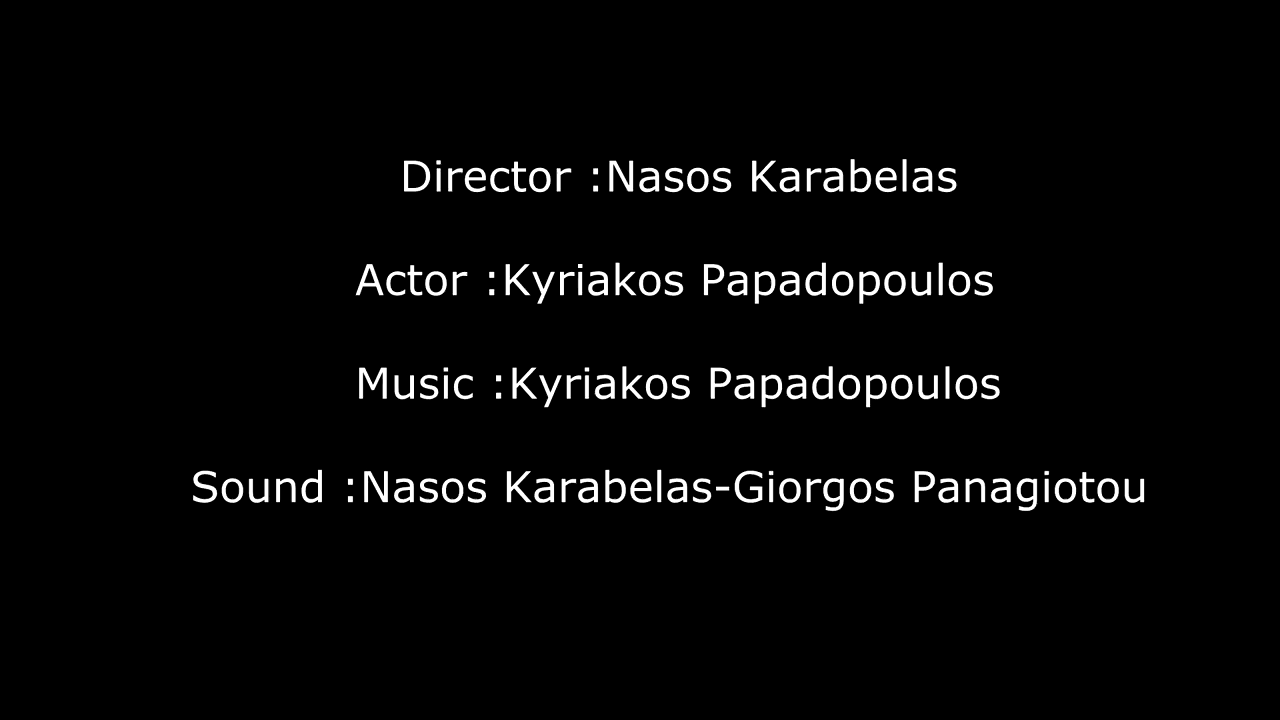 Director :Nasos Karabelas
Actor :Kyriakos Papadopoulos
Music :Kyriakos Papadopoulos
Sound :Nasos Karabelas-Giorgos Panagiotou